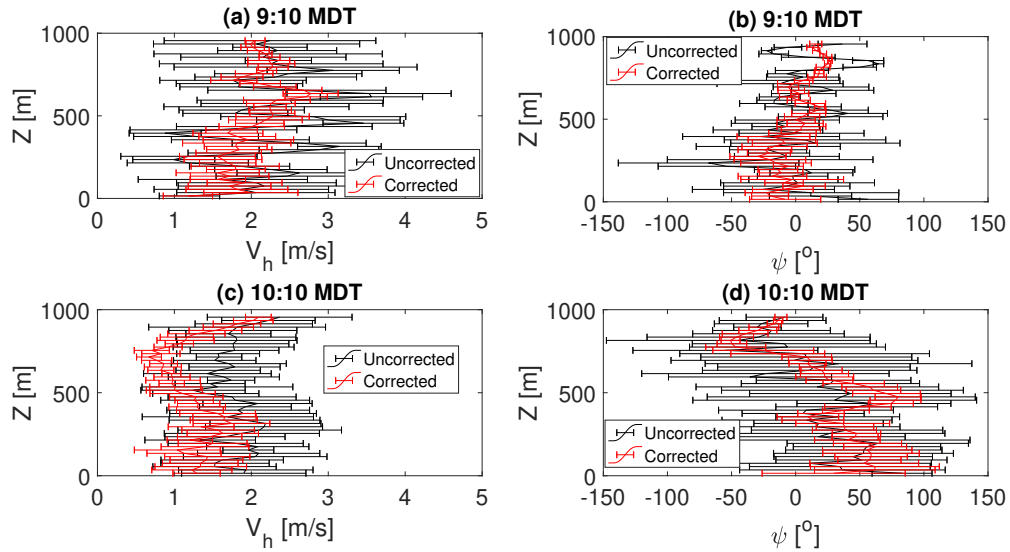 (a) 9:10 MDT
1000
500
0
Z [m]
Uncorrected
Corrected
0 1 2 3 4 5
V_h [m/s]
(b) 9:10 MDT
1000
500
0
Z [m]
Uncorrected
Corrected
-150 -100 -50 0 50 100 150
ψ [°]
(c) 10:10 MDT
1000
500
0
Z [m]
Uncorrected
Corrected
0 1 2 3 4 5
V_h [m/s]
(d) 10:10 MDT
1000
500
0
Z [m]
Uncorrected
Corrected
-150 -100 -50 0 50 100 150
ψ [°]